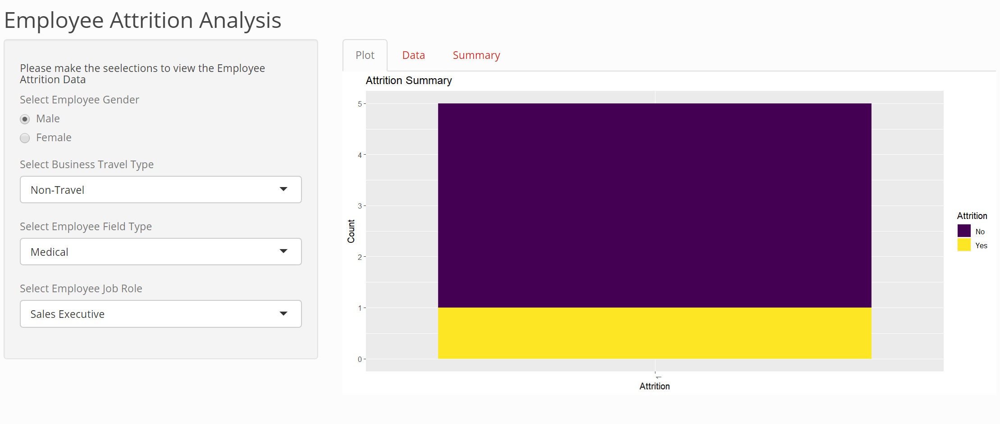 Employee Attrition Analysis
Please make the seelections to view the Employee
Attrition Data
Select Employee Gender
Male
Female
Select Business Travel Type
Non-Travel
Select Employee Field Type
Medical
Select Employee Job Role
Sales Executive
Plot
Data
Summary
Attrition Summary
5
4
3
2
1
0
Count
1
Attrition
Attrition
No
Yes